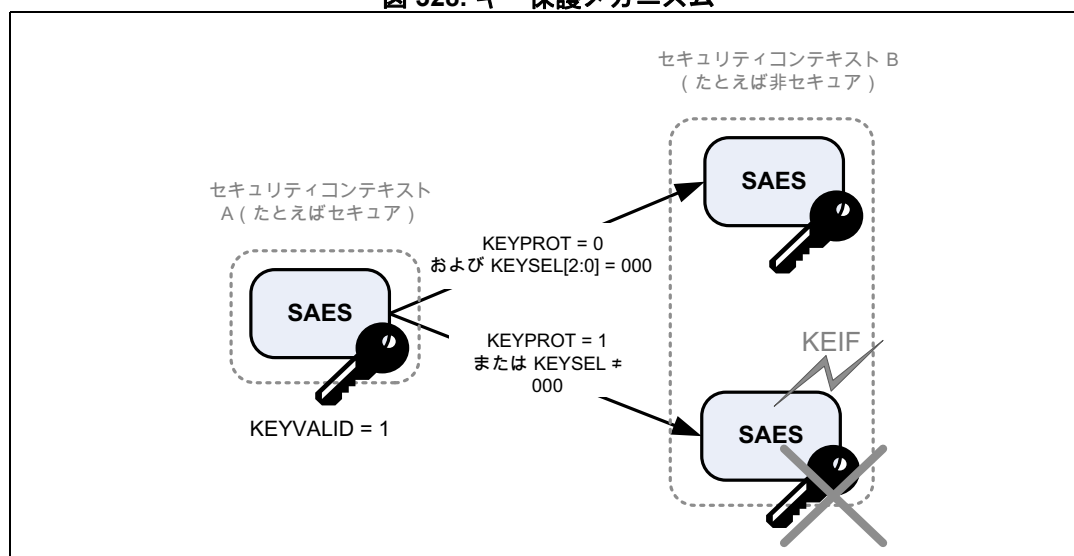 セキュリティコンテキスト B
( たとえば非セキュア )
SAES
セキュリティコンテキスト
A ( たとえばセキュア )
KEYPROT = 0
および KEYSEL[2:0] = 000
SAES
KEYPROT = 1
または KEYSEL ≠
000
KEIF
KEYVALID = 1
SAES